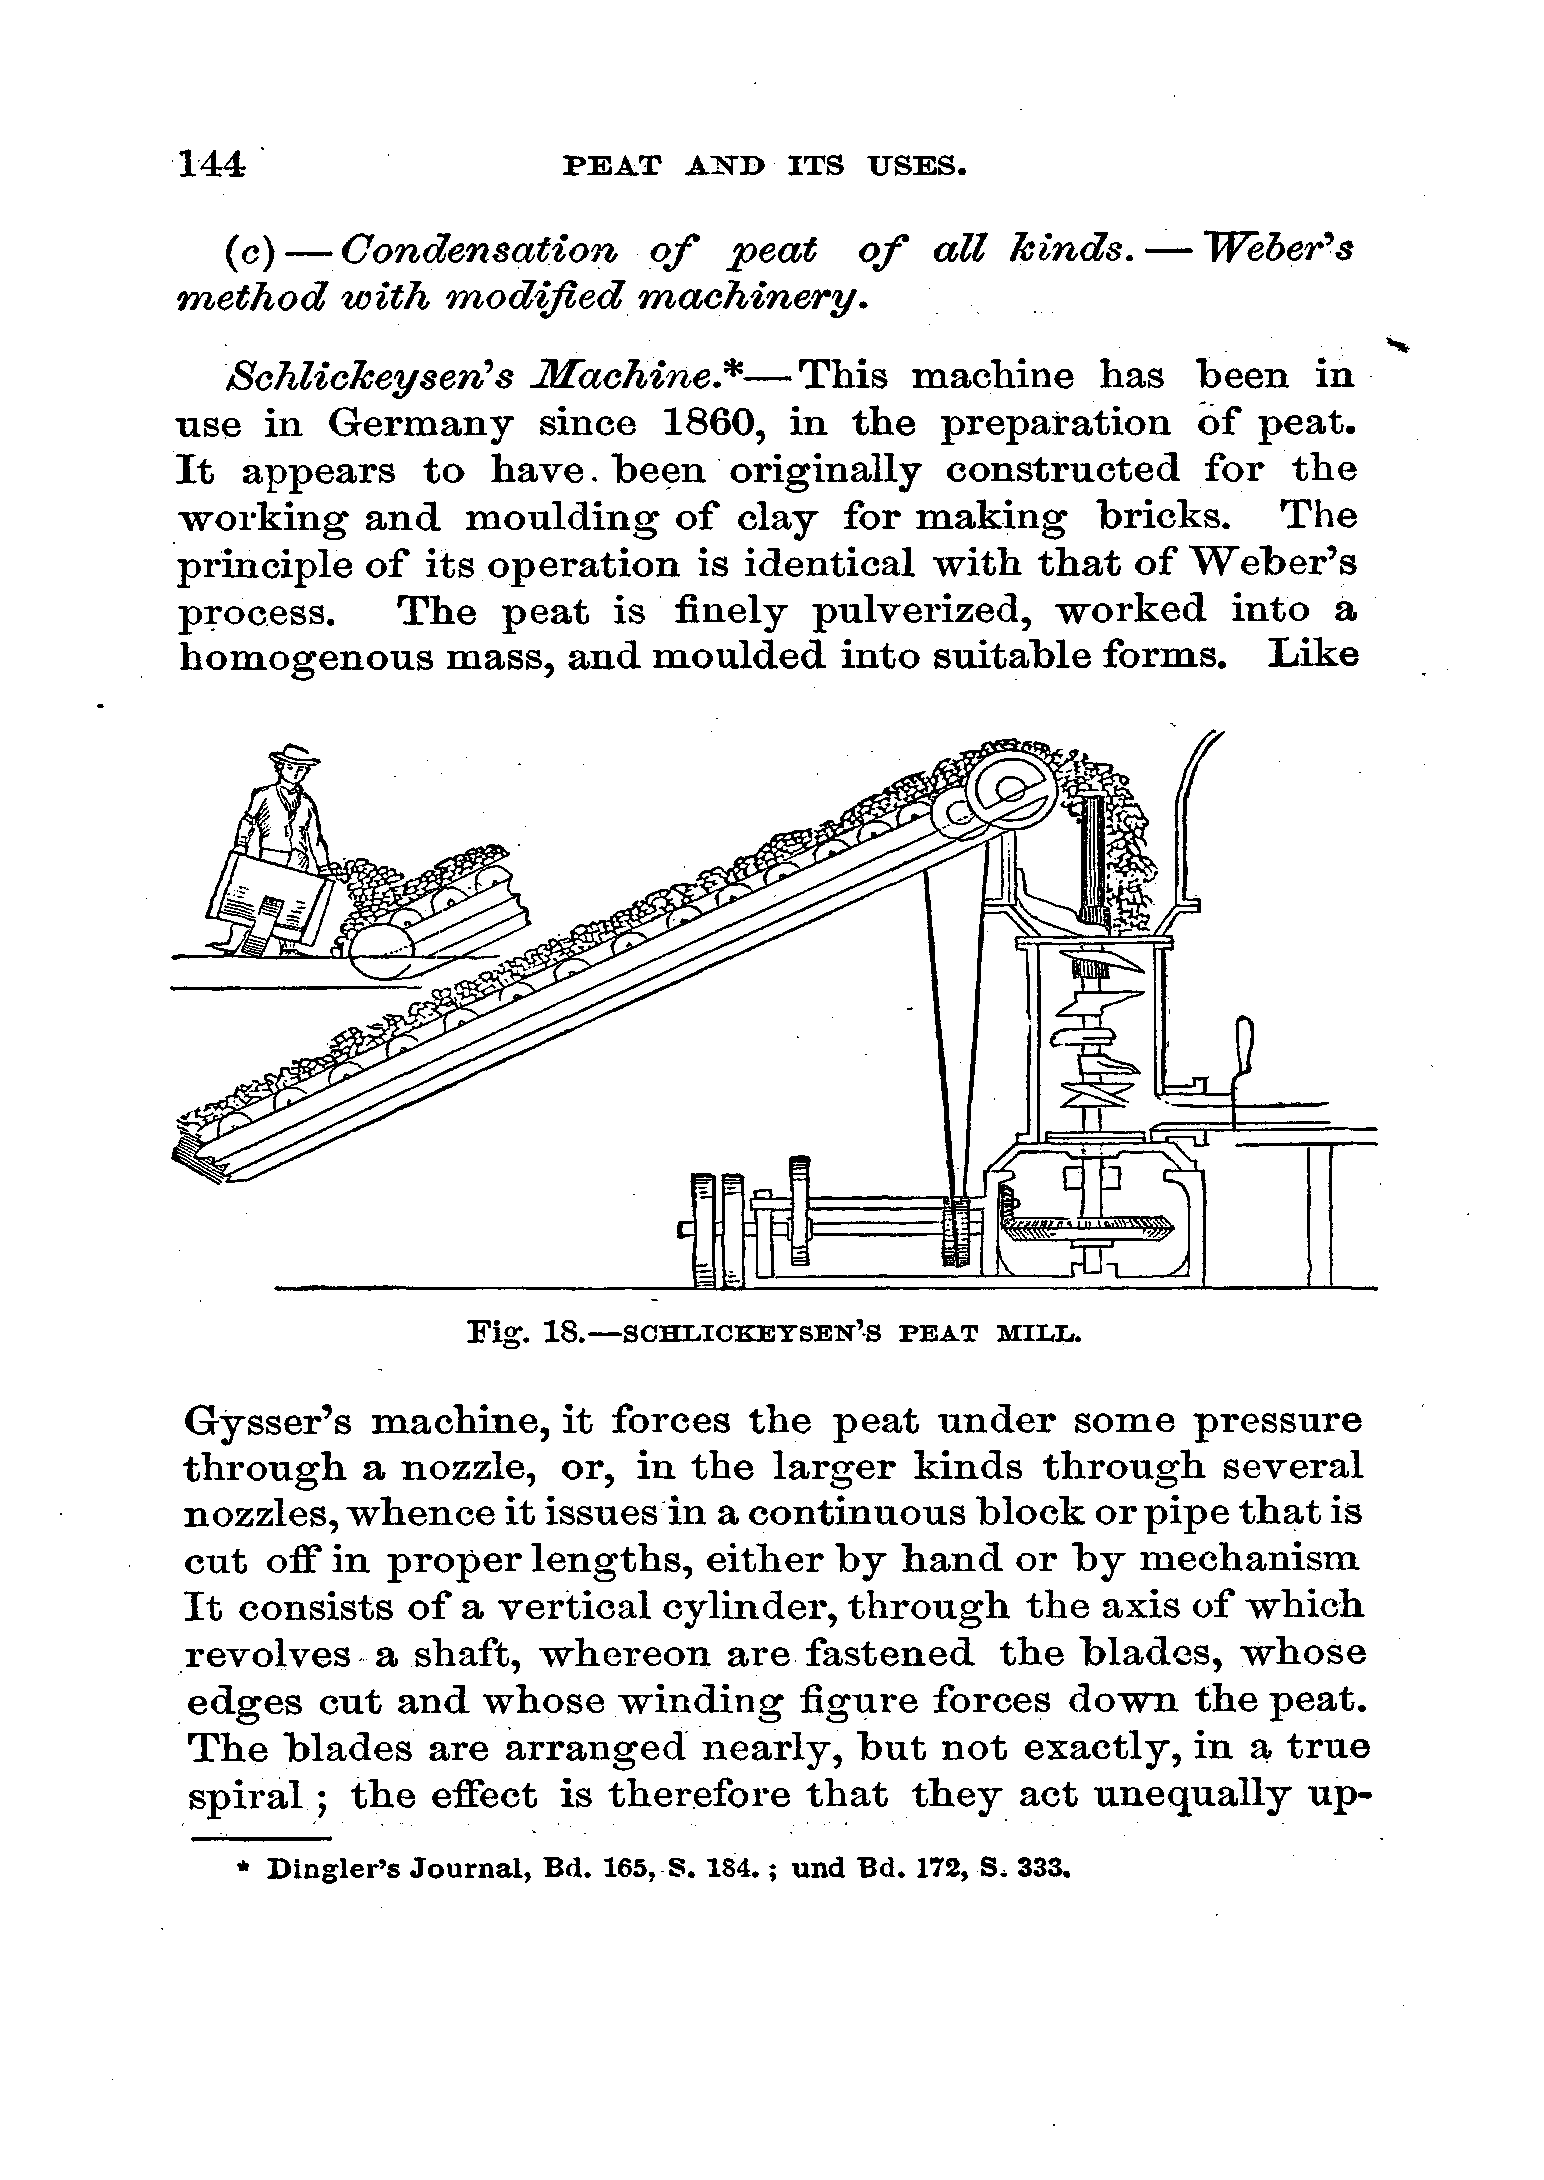 144 PEAT AND ITS USES.
(c) — Condensation of peat of all kinds. — Weber's
method with modified machinery.
Schlickeysen's Machine.*—This machine has been in
use in Germany since 1860, in the preparation of peat.
It appears to have been originally constructed for the
working and moulding of clay for making bricks. The
principle of its operation is identical with that of Weber's
process. The peat is finely pulverized, worked into a
homogenous mass, and moulded into suitable forms. Like
Fig. 18.—SCHLICKEYSEN'S PEAT MILL.
Gysser's machine, it forces the peat under some pressure
through a nozzle, or, in the larger kinds through several
nozzles, whence it issues in a continuous block or pipe that is
cut off in proper lengths, either by hand or by mechanism
It consists of a vertical cylinder, through the axis of which
revolves a shaft, whereon are fastened the blades, whose
edges cut and whose winding figure forces down the peat.
The blades are arranged nearly, but not exactly, in a true
spiral ; the effect is therefore that they act unequally up-
* Dingler's Journal, Bd. 165, S. 184. ; und Bd. 172, S. 333.